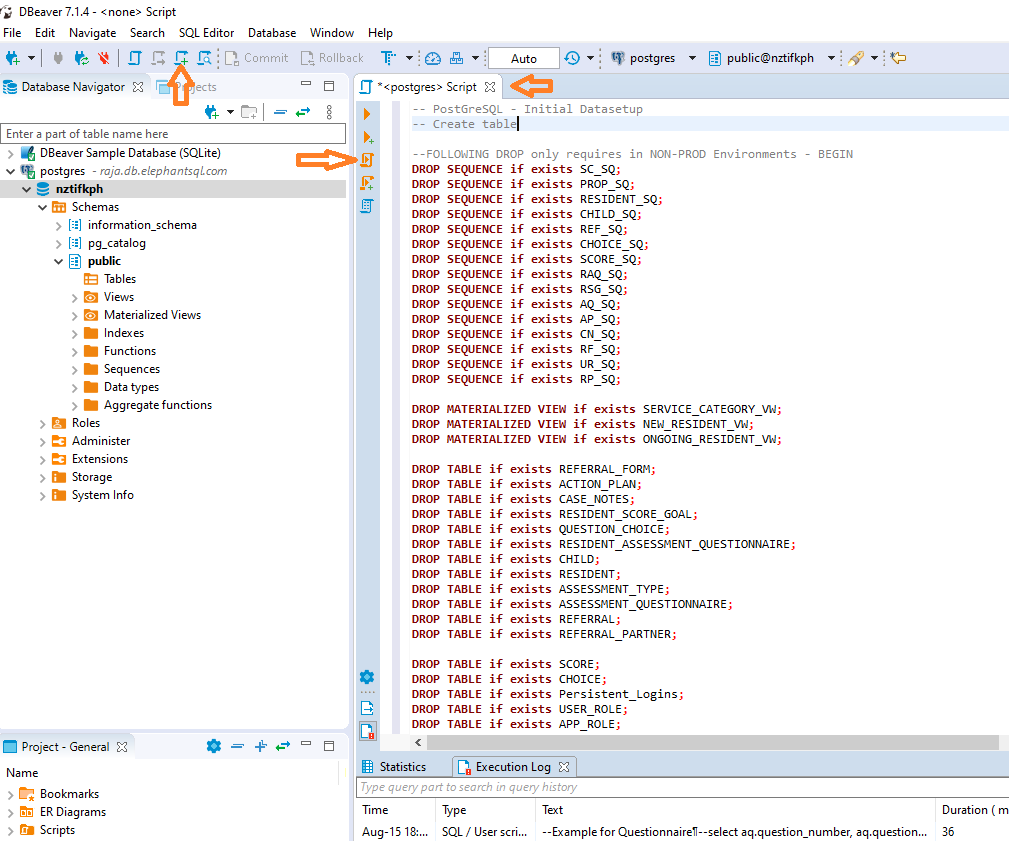 DBeaver 7.1.4 - <none> Script
File Edit Navigate Search SQL Editor Database Window Help
Commit Rollback Auto postgres public@nztifkph
Database Navigator Projects
*<postgres> Script
Enter a part of table name here
DBeaver Sample Database (SQLite)
postgres - raja.db.elephantsql.com
nztifkph
Schemas
information_schema
pg_catalog
public
Tables
Views
Materialized Views
Indexes
Functions
Sequences
Data types
Aggregate functions
Roles
Administer
Extensions
Storage
System Info
-- PostGreSQL - Initial Datasetup
-- Create table
--FOLLOWING DROP only requires in NON-PROD Environments - BEGIN
DROP SEQUENCE if exists SC_SQ;
DROP SEQUENCE if exists PROP_SQ;
DROP SEQUENCE if exists RESIDENT_SQ;
DROP SEQUENCE if exists CHILD_SQ;
DROP SEQUENCE if exists REF_SQ;
DROP SEQUENCE if exists CHOICE_SQ;
DROP SEQUENCE if exists SCORE_SQ;
DROP SEQUENCE if exists RAQ_SQ;
DROP SEQUENCE if exists RSG_SQ;
DROP SEQUENCE if exists AQ_SQ;
DROP SEQUENCE if exists AP_SQ;
DROP SEQUENCE if exists CN_SQ;
DROP SEQUENCE if exists RF_SQ;
DROP SEQUENCE if exists UR_SQ;
DROP SEQUENCE if exists RP_SQ;
DROP MATERIALIZED VIEW if exists SERVICE_CATEGORY_VW;
DROP MATERIALIZED VIEW if exists NEW_RESIDENT_VW;
DROP MATERIALIZED VIEW if exists ONGOING_RESIDENT_VW;
DROP TABLE if exists REFERRAL_FORM;
DROP TABLE if exists ACTION_PLAN;
DROP TABLE if exists CASE_NOTES;
DROP TABLE if exists RESIDENT_SCORE_GOAL;
DROP TABLE if exists QUESTION_CHOICE;
DROP TABLE if exists RESIDENT_ASSESSMENT_QUESTIONNAIRE;
DROP TABLE if exists CHILD;
DROP TABLE if exists RESIDENT;
DROP TABLE if exists ASSESSMENT_TYPE;
DROP TABLE if exists ASSESSMENT_QUESTIONNAIRE;
DROP TABLE if exists REFERRAL;
DROP TABLE if exists REFERRAL_PARTNER;
DROP TABLE if exists SCORE;
DROP TABLE if exists CHOICE;
DROP TABLE if exists Persistent_Logins;
DROP TABLE if exists USER_ROLE;
DROP TABLE if exists APP_ROLE;
Project - General
Name
Bookmarks
ER Diagrams
Scripts
Statistics Execution Log
Type query part to search in query history
Time Type Text Duration ( m
Aug-15 18:... SQL / User scri... --Example for Questionnaire¶--select aq.question_number, aq.question... 36